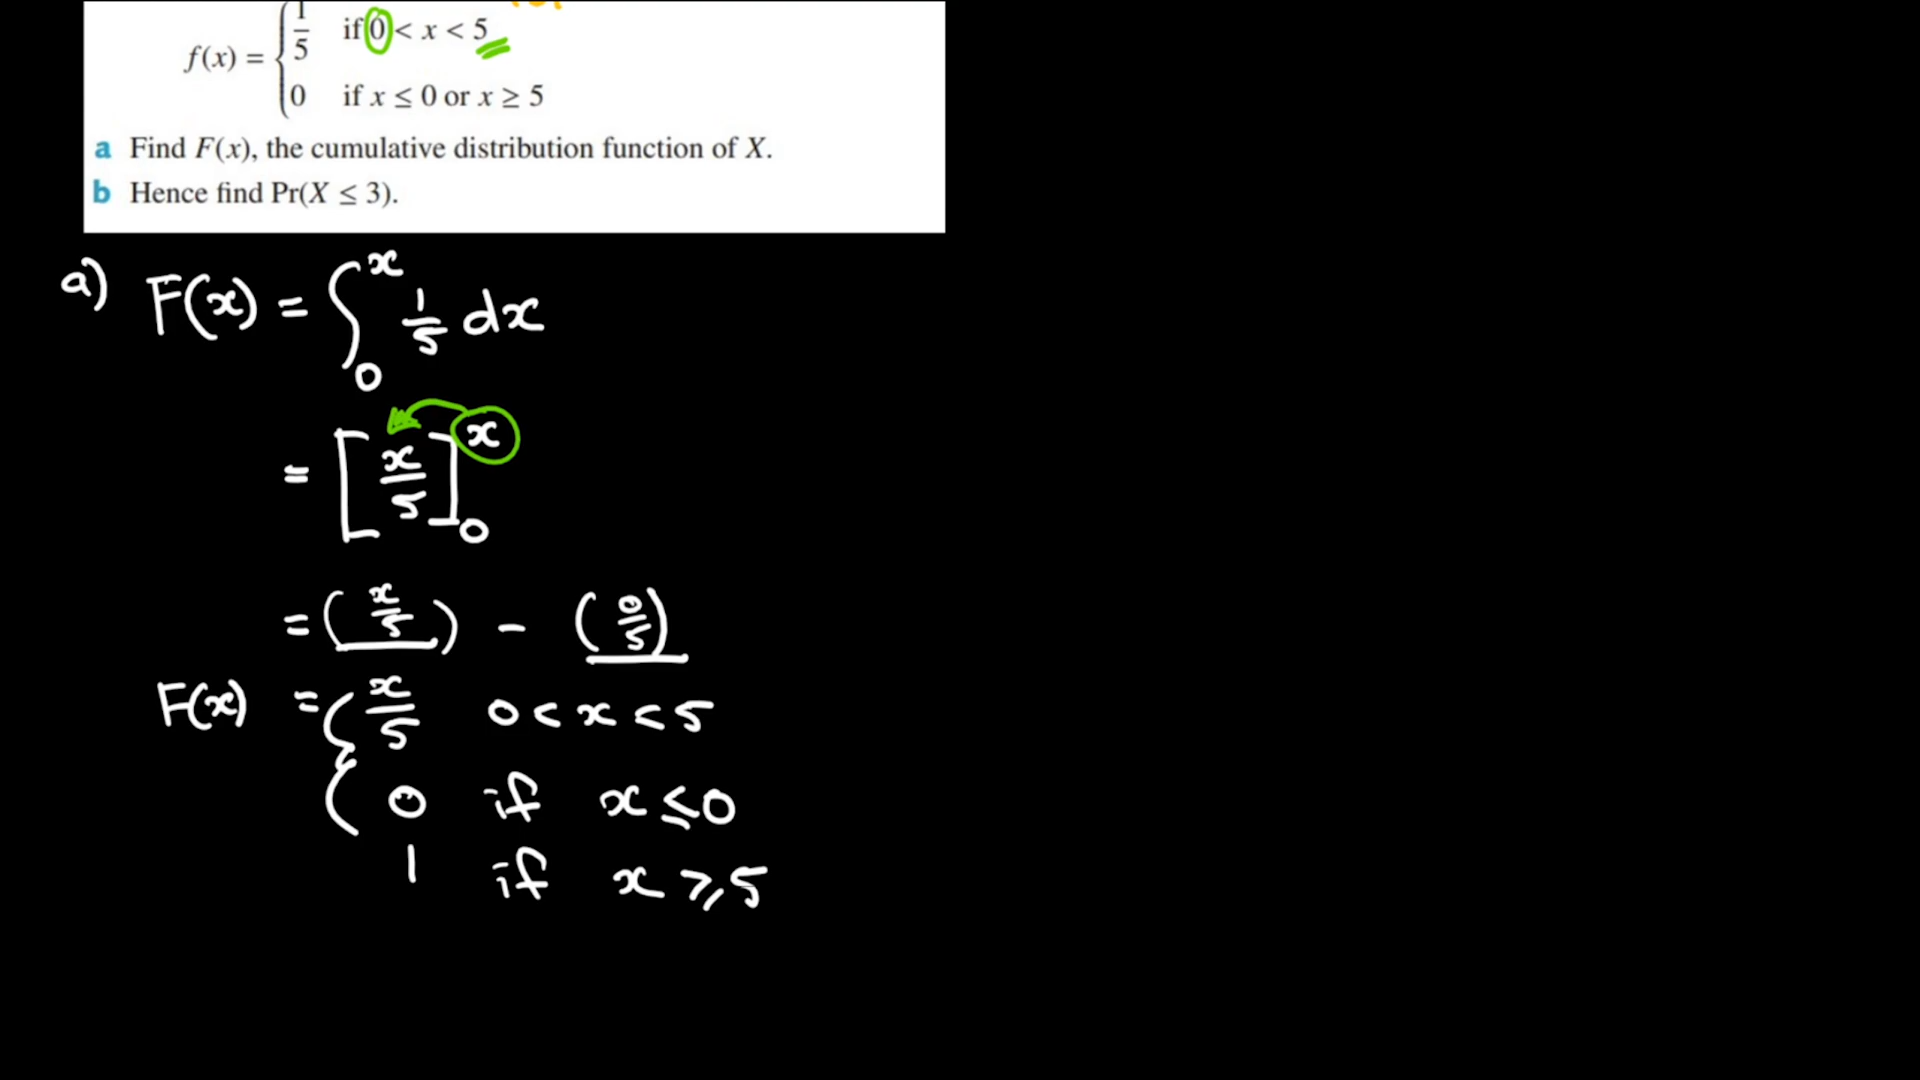 f(x) = { 1/5 if 0 < x < 5
0 if x ≤ 0 or x ≥ 5
a Find F(x), the cumulative distribution function of X.
b Hence find Pr(X ≤ 3).
a) F(x) = ∫₀ˣ 1/5 dx
= [x/5]₀ˣ
= (x/5) - (0/5)
F(x) = { x/5 0 < x < 5
0 if x ≤ 0
1 if x ≥ 5